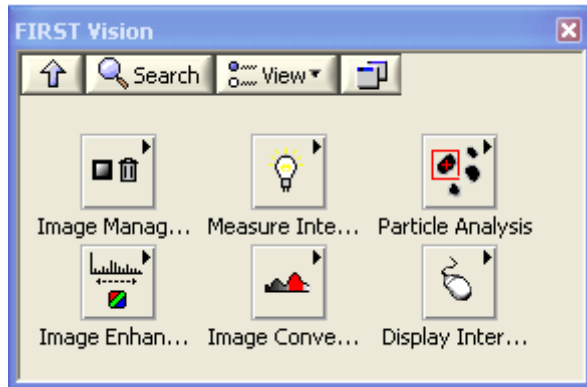 FIRST Vision
Search View
Image Manag... Measure Inte... Particle Analysis
Image Enhan... Image Conve... Display Inter...